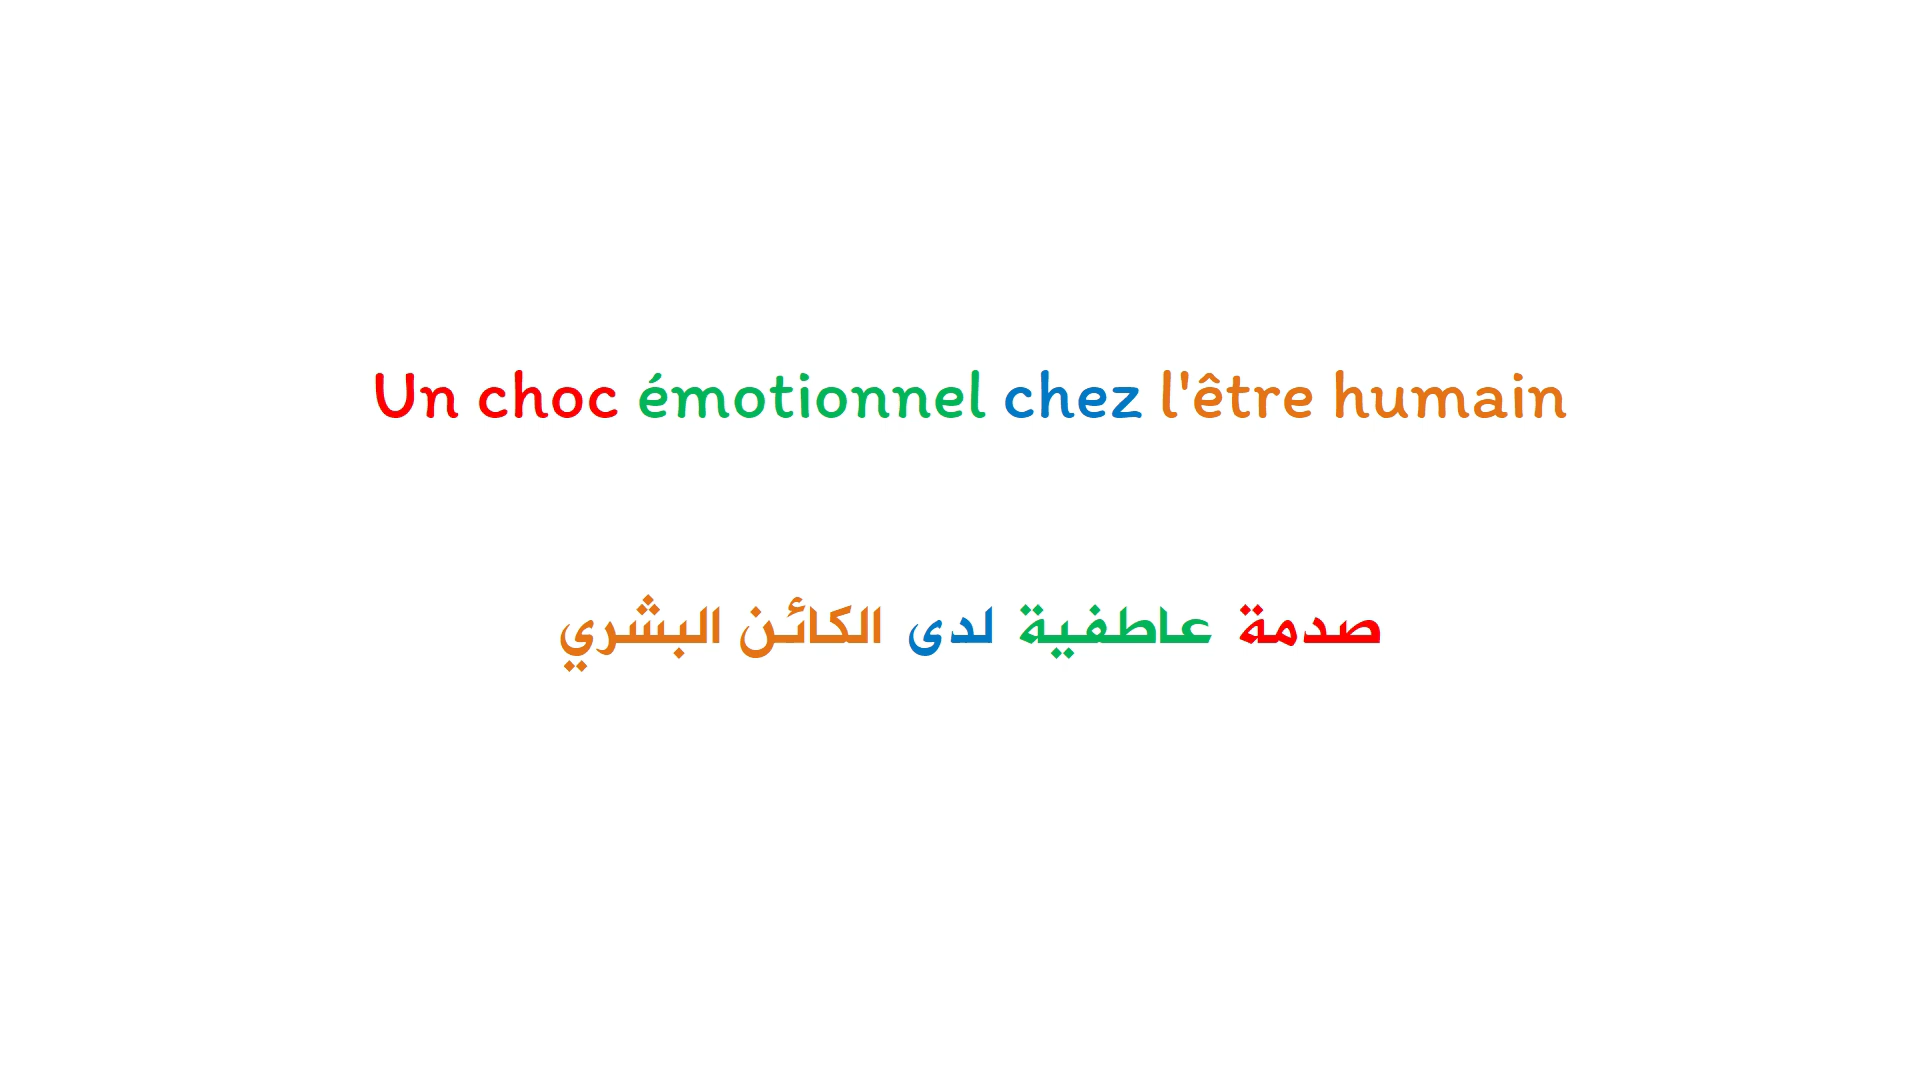 Un choc émotionnel chez l'être humain
صدمة عاطفية لدى الكائن البشري